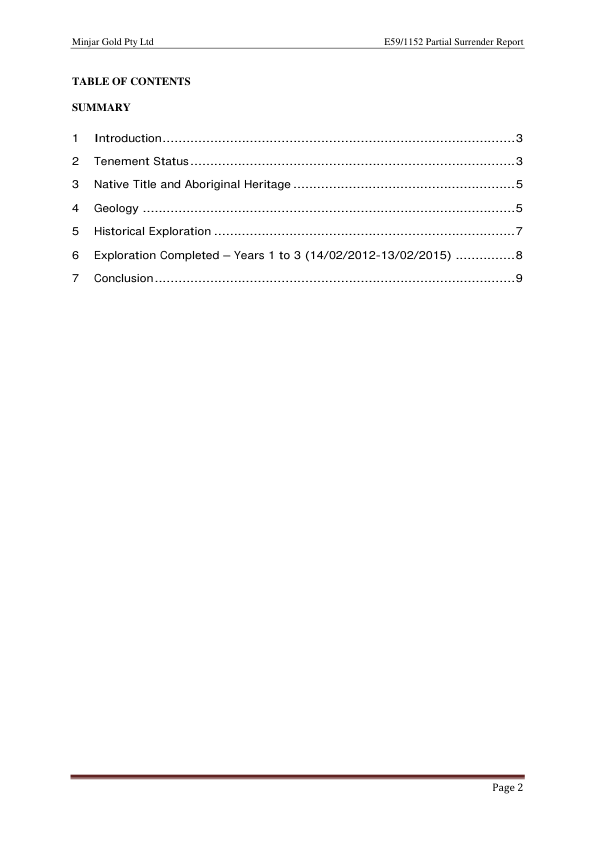 Minjar Gold Pty Ltd E59/1152 Partial Surrender Report
TABLE OF CONTENTS
SUMMARY
1 Introduction.......................................................................................3
2 Tenement Status................................................................................3
3 Native Title and Aboriginal Heritage.......................................................5
4 Geology ............................................................................................5
5 Historical Exploration ..........................................................................7
6 Exploration Completed – Years 1 to 3 (14/02/2012-13/02/2015) ...............8
7 Conclusion.........................................................................................9
Page 2